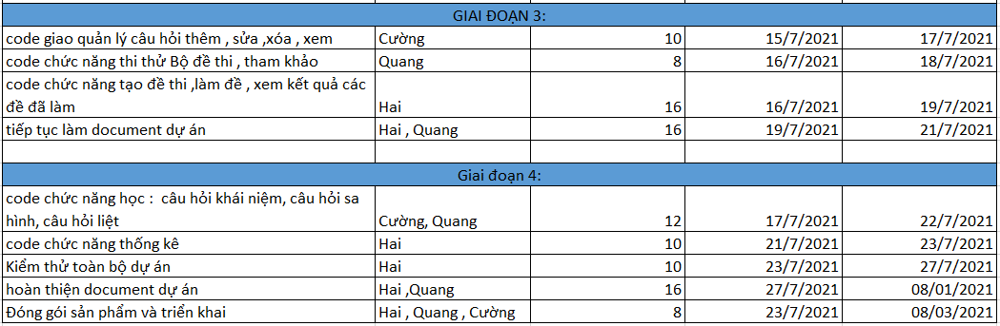 GIAI ĐOẠN 3:
code giao quản lý câu hỏi thêm , sửa ,xóa , xem Cường 10 15/7/2021 17/7/2021
code chức năng thi thử Bộ đề thi , tham khảo Quang 8 16/7/2021 18/7/2021
code chức năng tạo đề thi ,làm đề , xem kết quả các
đề đã làm Hai 16 16/7/2021 19/7/2021
tiếp tục làm document dự án Hai , Quang 16 19/7/2021 21/7/2021
Giai đoạn 4:
code chức năng học : câu hỏi khái niệm, câu hỏi sa
hình, câu hỏi liệt Cường, Quang 12 17/7/2021 22/7/2021
code chức năng thống kê Hai 10 21/7/2021 23/7/2021
Kiểm thử toàn bộ dự án Hai 10 23/7/2021 27/7/2021
hoàn thiện document dự án Hai ,Quang 16 27/7/2021 08/01/2021
Đóng gói sản phẩm và triển khai Hai , Quang , Cường 8 23/7/2021 08/03/2021